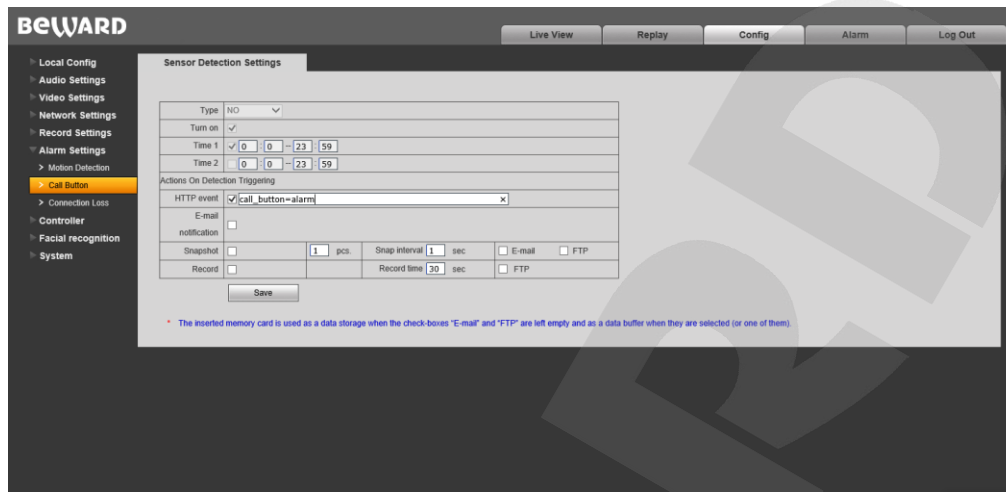 BEWARD
Live View Replay Config Alarm Log Out
Local Config
Audio Settings
Video Settings
Network Settings
Record Settings
Alarm Settings
> Motion Detection
> Call Button
> Connection Loss
Controller
Facial recognition
System
Sensor Detection Settings
Type NO
Turn on
Time 1 0 : 0 – 23 : 59
Time 2 0 : 0 – 23 : 59
Actions On Detection Triggering
HTTP event call_button=alarm x
E-mail
notification
Snapshot 1 pcs. Snap interval 1 sec E-mail FTP
Record Record time 30 sec FTP
Save
* The inserted memory card is used as a data storage when the check-boxes "E-mail" and "FTP" are left empty and as a data buffer when they are selected (or one of them).